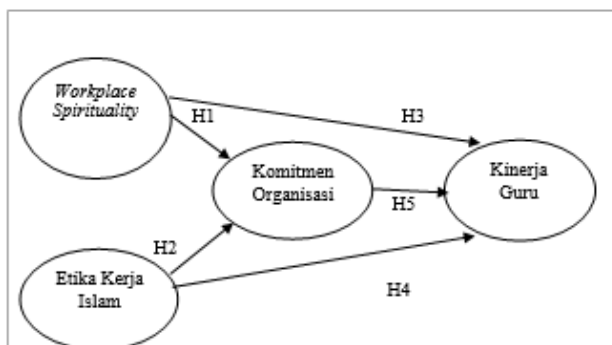 Workplace
Spirituality
H1
H3
Komitmen
Organisasi
Kinerja
Guru
H5
H2
Etika Kerja
Islam
H4